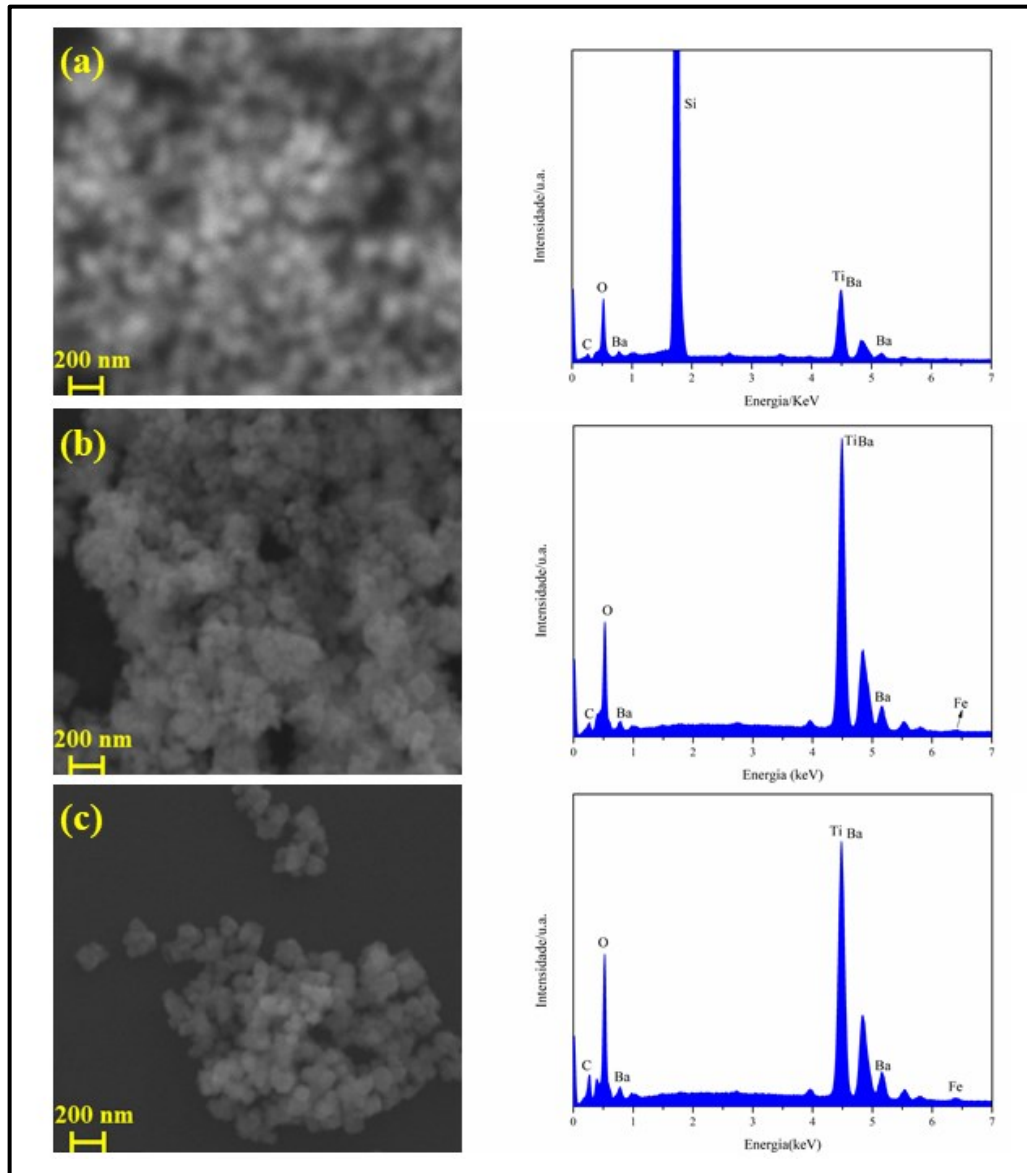 (a)
200 nm
Intensidade/u.a.
Si
O
C
Ba
Ti Ba
Ba
0 1 2 3 4 5 6 7
Energia/KeV
(b)
200 nm
Intensidade/u.a.
TiBa
O
C
Ba
Ba
Fe
0 1 2 3 4 5 6 7
Energia (keV)
(c)
200 nm
Intensidade/u.a.
Ti Ba
O
C
Ba
Ba
Fe
0 1 2 3 4 5 6 7
Energia(keV)